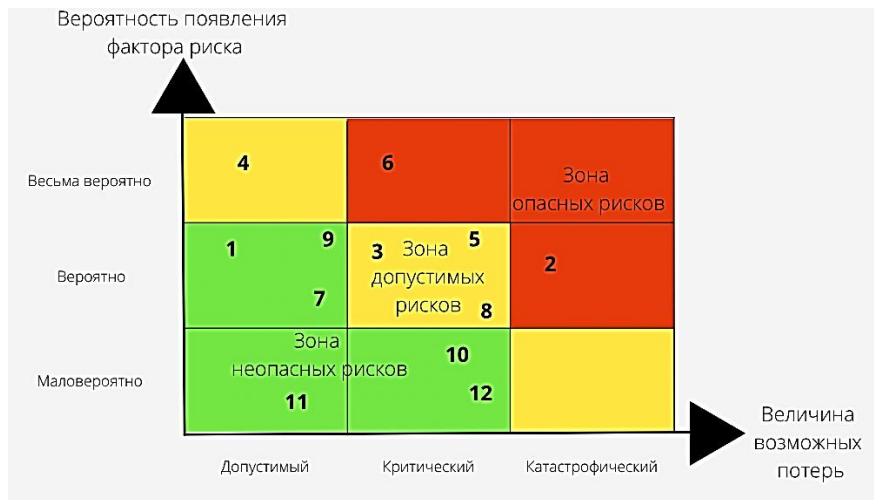 Вероятность появления
фактора риска
Весьма вероятно
4
6
Зона
опасных рисков
Вероятно
1
9
7
3
Зона
5
допустимых
рисков
8
2
Маловероятно
Зона
неопасных рисков
11
10
12
Допустимый
Критический
Катастрофический
Величина
возможных
потерь